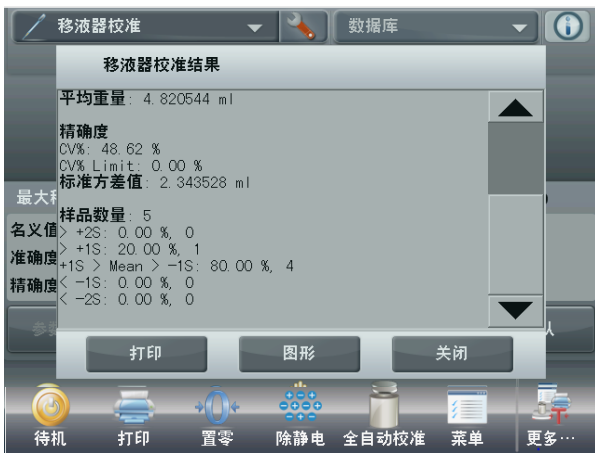 移液器校准
数据库
移液器校准结果
平均重量: 4.820544 ml
精确度
CV%: 48.62 %
CV% Limit: 0.00 %
标准方差值: 2.343528 ml
最大
样品数量: 5
名义值
> +2S: 0.00 %, 0
> +1S: 20.00 %, 1
准确度
+1S > Mean > -1S: 80.00 %, 4
精确度
< -1S: 0.00 %, 0
< -2S: 0.00 %, 0
打印
图形
关闭
待机
打印
置零
除静电
全自动校准
菜单
更多…